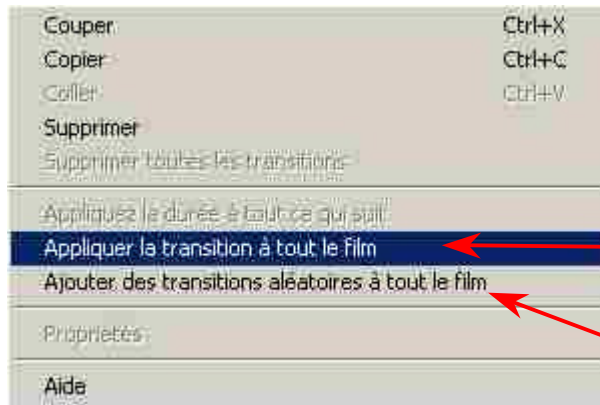 Couper Ctrl+X
Copier Ctrl+C
Coller Ctrl+V
Supprimer
Supprimer toutes les transitions
Appliquez la durée à tout ce qui suit
Appliquer la transition à tout le film
Ajouter des transitions aléatoires à tout le film
Propriétés
Aide